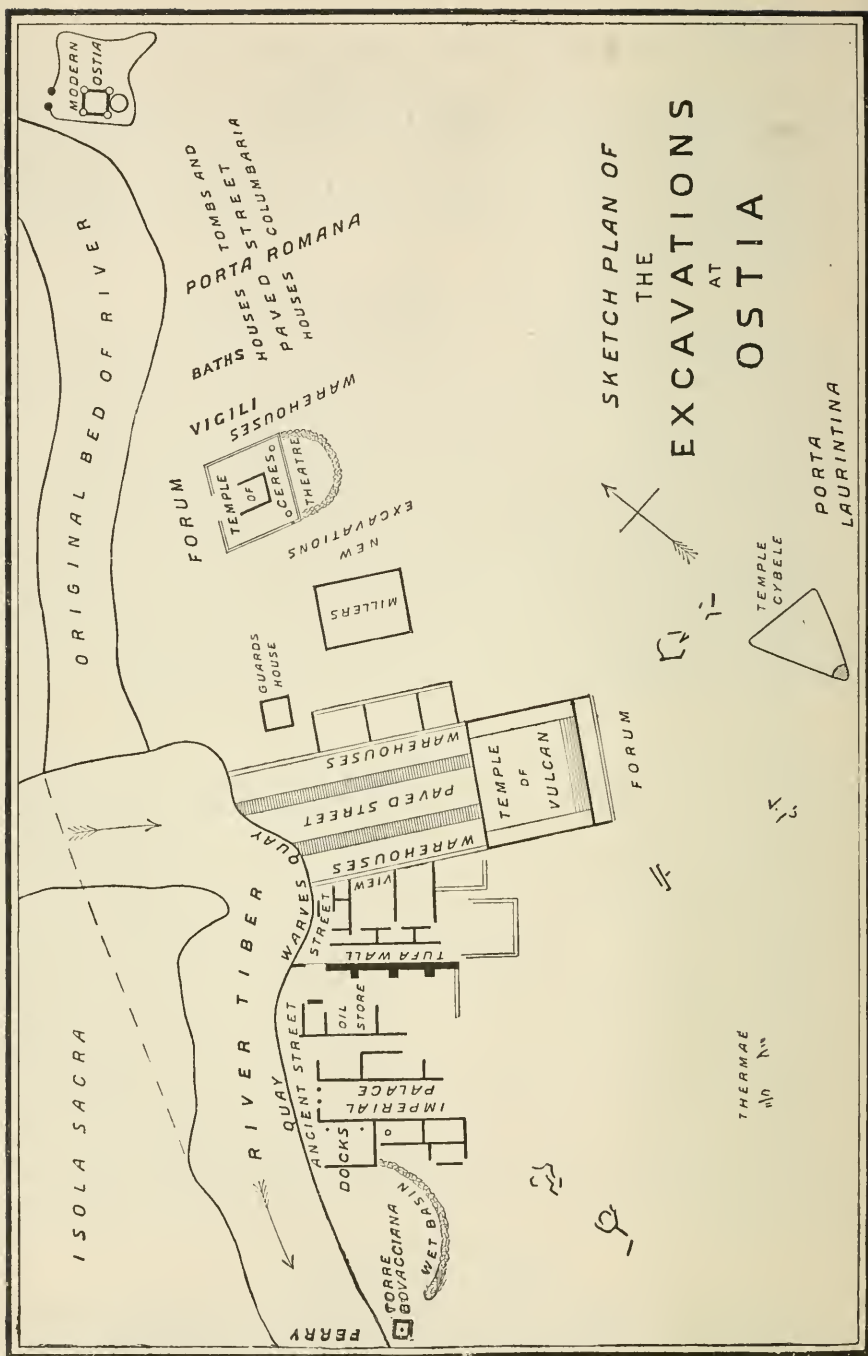 SKETCH PLAN OF
THE
EXCAVATIONS
AT
OSTIA
MODERN
OSTIA
ORIGINAL BED OF RIVER
TOMBS AND
HOUSES STREET
PAVED COLUMBARIA
HOUSES
PORTA ROMANA
BATHS
VIGILI
WAREHOUSES
FORUM
TEMPLE
OF
CERES
THEATRE
NEW
EXCAVATIONS
MILLERS
GUARDS
HOUSE
WAREHOUSES
PAVED STREET
WAREHOUSES
TEMPLE
OF
VULCAN
FORUM
QUAY
WARVES
STREET
VIEW
TUFA WALL
RIVER TIBER
ISOLA SACRA
QUAY
ANCIENT STREET
OIL
STORE
IMPERIAL
PALACE
DOCKS
WET BASIN
TORRE
BOVACCIANA
FERRY
THERMAE
TEMPLE
CYBELE
PORTA
LAURINTINA